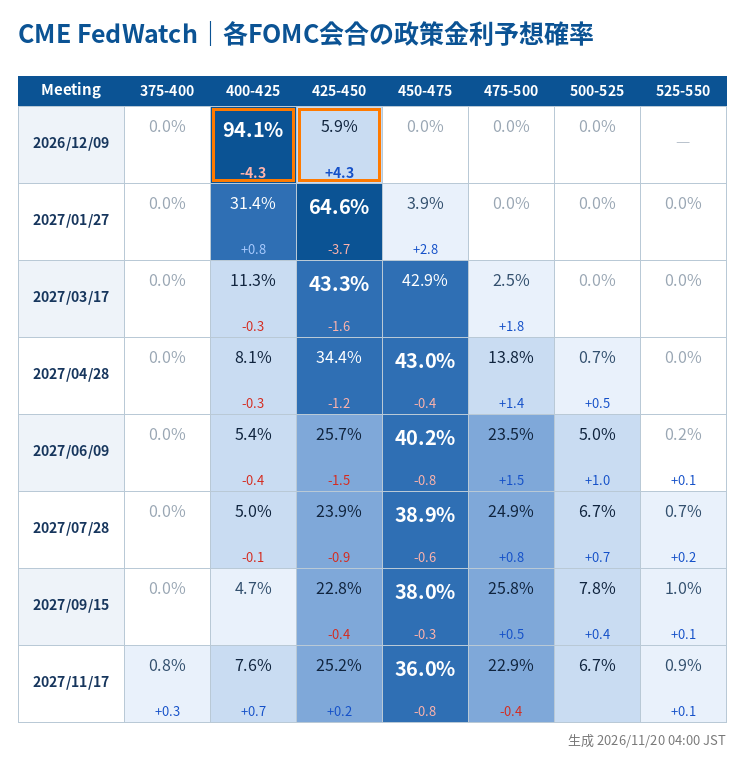 CME FedWatch｜各FOMC会合の政策金利予想確率
Meeting 375-400 400-425 425-450 450-475 475-500 500-525 525-550
2026/12/09 0.0% 94.1% 5.9% 0.0% 0.0% 0.0% —
-4.3 +4.3
2027/01/27 0.0% 31.4% 64.6% 3.9% 0.0% 0.0% 0.0%
+0.8 -3.7 +2.8
2027/03/17 0.0% 11.3% 43.3% 42.9% 2.5% 0.0% 0.0%
-0.3 -1.6 +1.8
2027/04/28 0.0% 8.1% 34.4% 43.0% 13.8% 0.7% 0.0%
-0.3 -1.2 -0.4 +1.4 +0.5
2027/06/09 0.0% 5.4% 25.7% 40.2% 23.5% 5.0% 0.2%
-0.4 -1.5 -0.8 +1.5 +1.0 +0.1
2027/07/28 0.0% 5.0% 23.9% 38.9% 24.9% 6.7% 0.7%
-0.1 -0.9 -0.6 +0.8 +0.7 +0.2
2027/09/15 0.0% 4.7% 22.8% 38.0% 25.8% 7.8% 1.0%
-0.4 -0.3 +0.5 +0.4 +0.1
2027/11/17 0.8% 7.6% 25.2% 36.0% 22.9% 6.7% 0.9%
+0.3 +0.7 +0.2 -0.8 -0.4 +0.1
生成 2026/11/20 04:00 JST